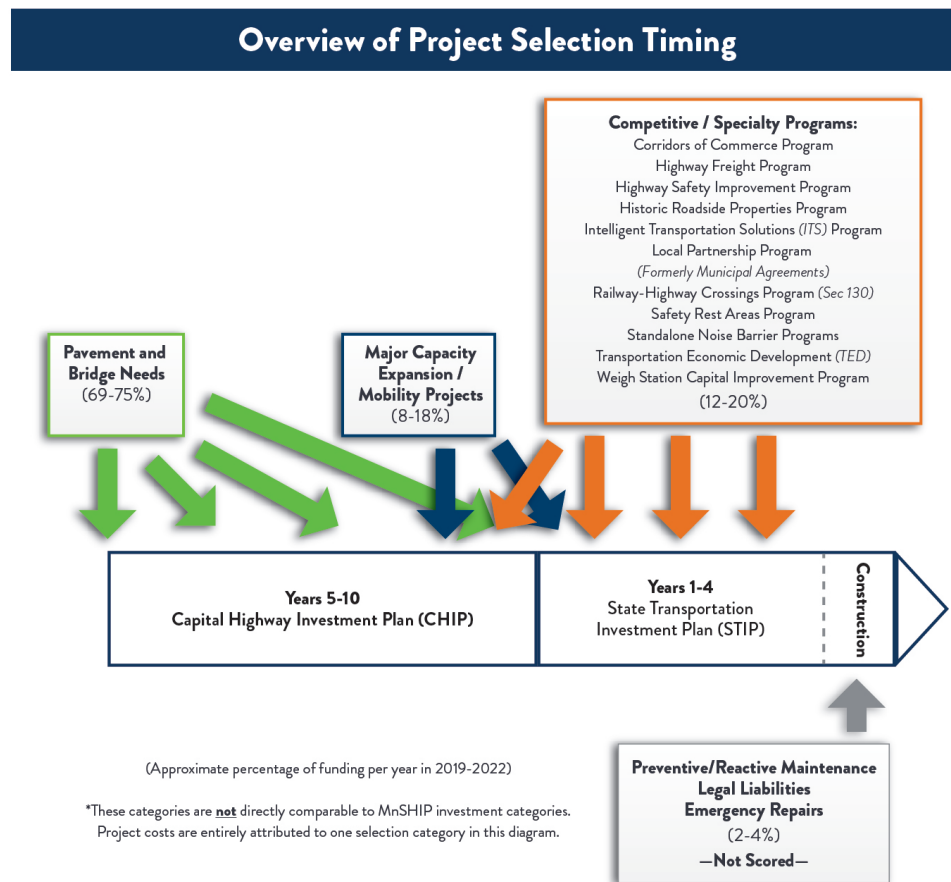 Overview of Project Selection Timing
Competitive / Specialty Programs:
Corridors of Commerce Program
Highway Freight Program
Highway Safety Improvement Program
Historic Roadside Properties Program
Intelligent Transportation Solutions (ITS) Program
Local Partnership Program
(Formerly Municipal Agreements)
Railway-Highway Crossings Program (Sec 130)
Safety Rest Areas Program
Standalone Noise Barrier Programs
Transportation Economic Development (TED)
Weigh Station Capital Improvement Program
(12-20%)
Pavement and
Bridge Needs
(69-75%)
Major Capacity
Expansion /
Mobility Projects
(8-18%)
Years 5-10
Capital Highway Investment Plan (CHIP)
Years 1-4
State Transportation
Investment Plan (STIP)
Construction
(Approximate percentage of funding per year in 2019-2022)
*These categories are not directly comparable to MnSHIP investment categories.
Project costs are entirely attributed to one selection category in this diagram.
Preventive/Reactive Maintenance
Legal Liabilities
Emergency Repairs
(2-4%)
—Not Scored—